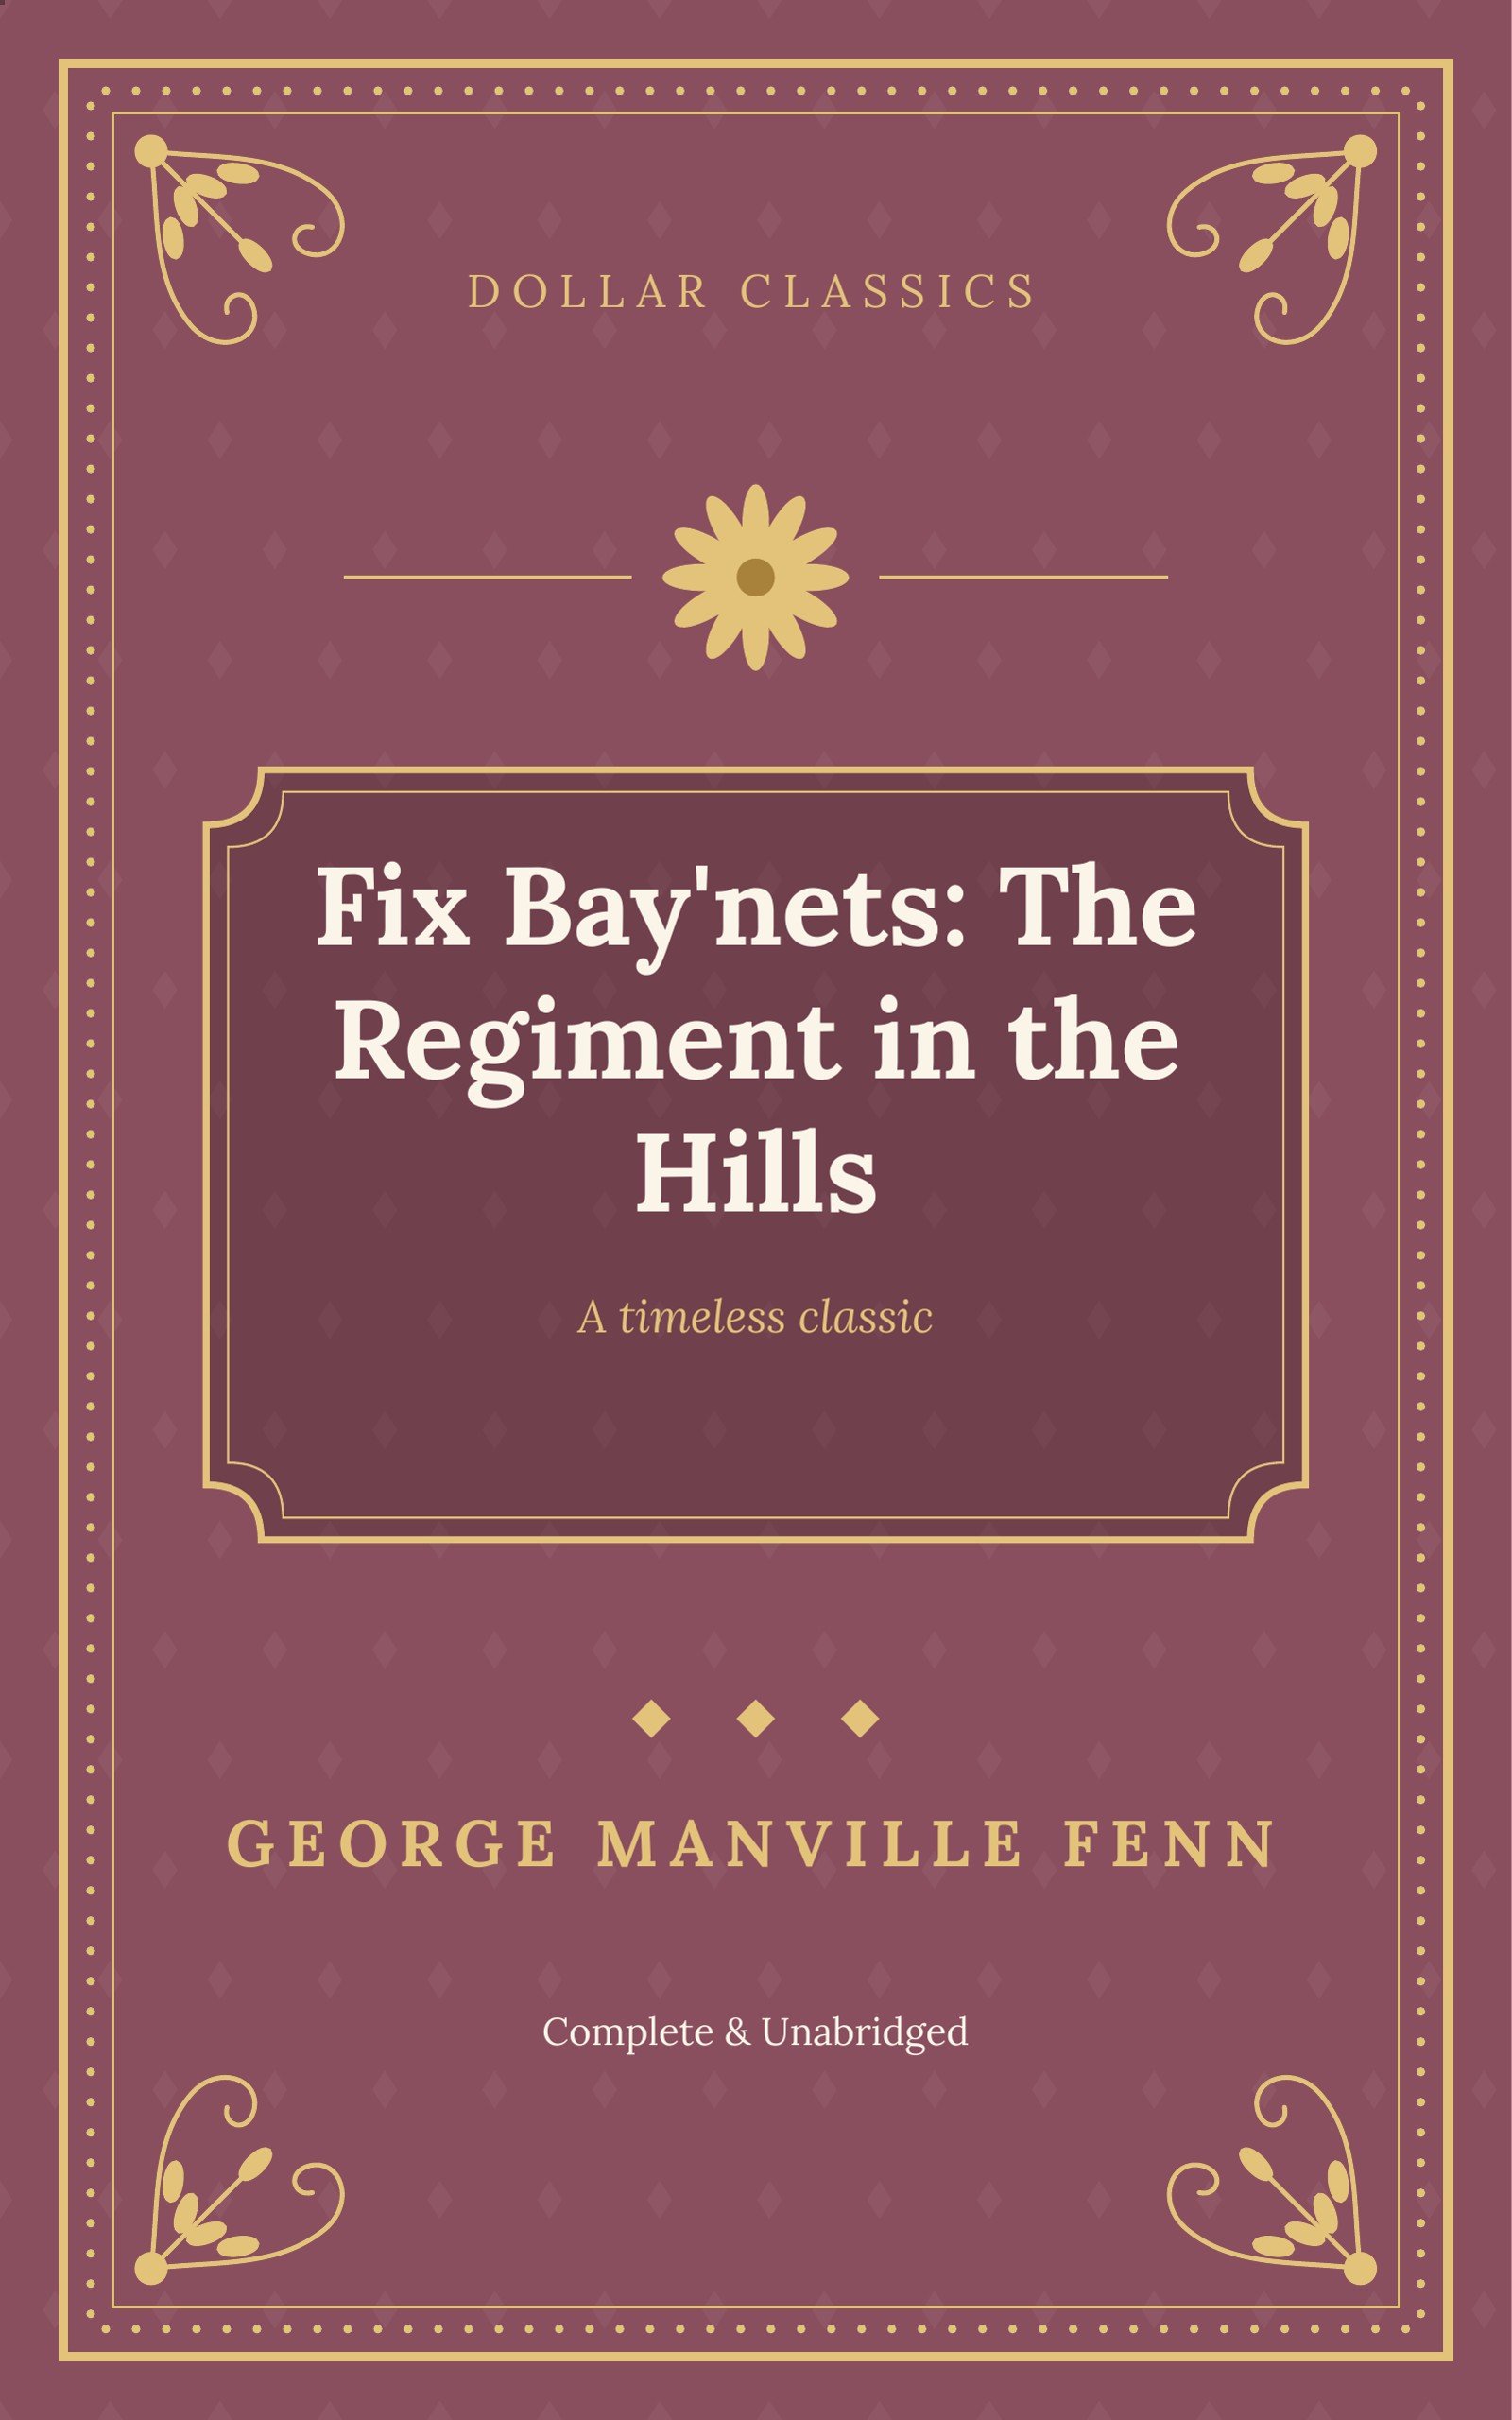 DOLLAR CLASSICS
Fix Bay'nets: The
Regiment in the
Hills
A timeless classic
GEORGE MANVILLE FENN
Complete & Unabridged